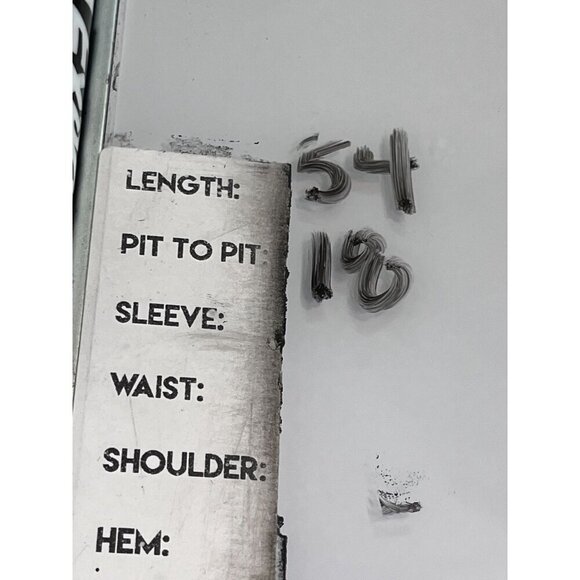 LENGTH: 54
PIT TO PIT: 18
SLEEVE:
WAIST:
SHOULDER:
HEM: